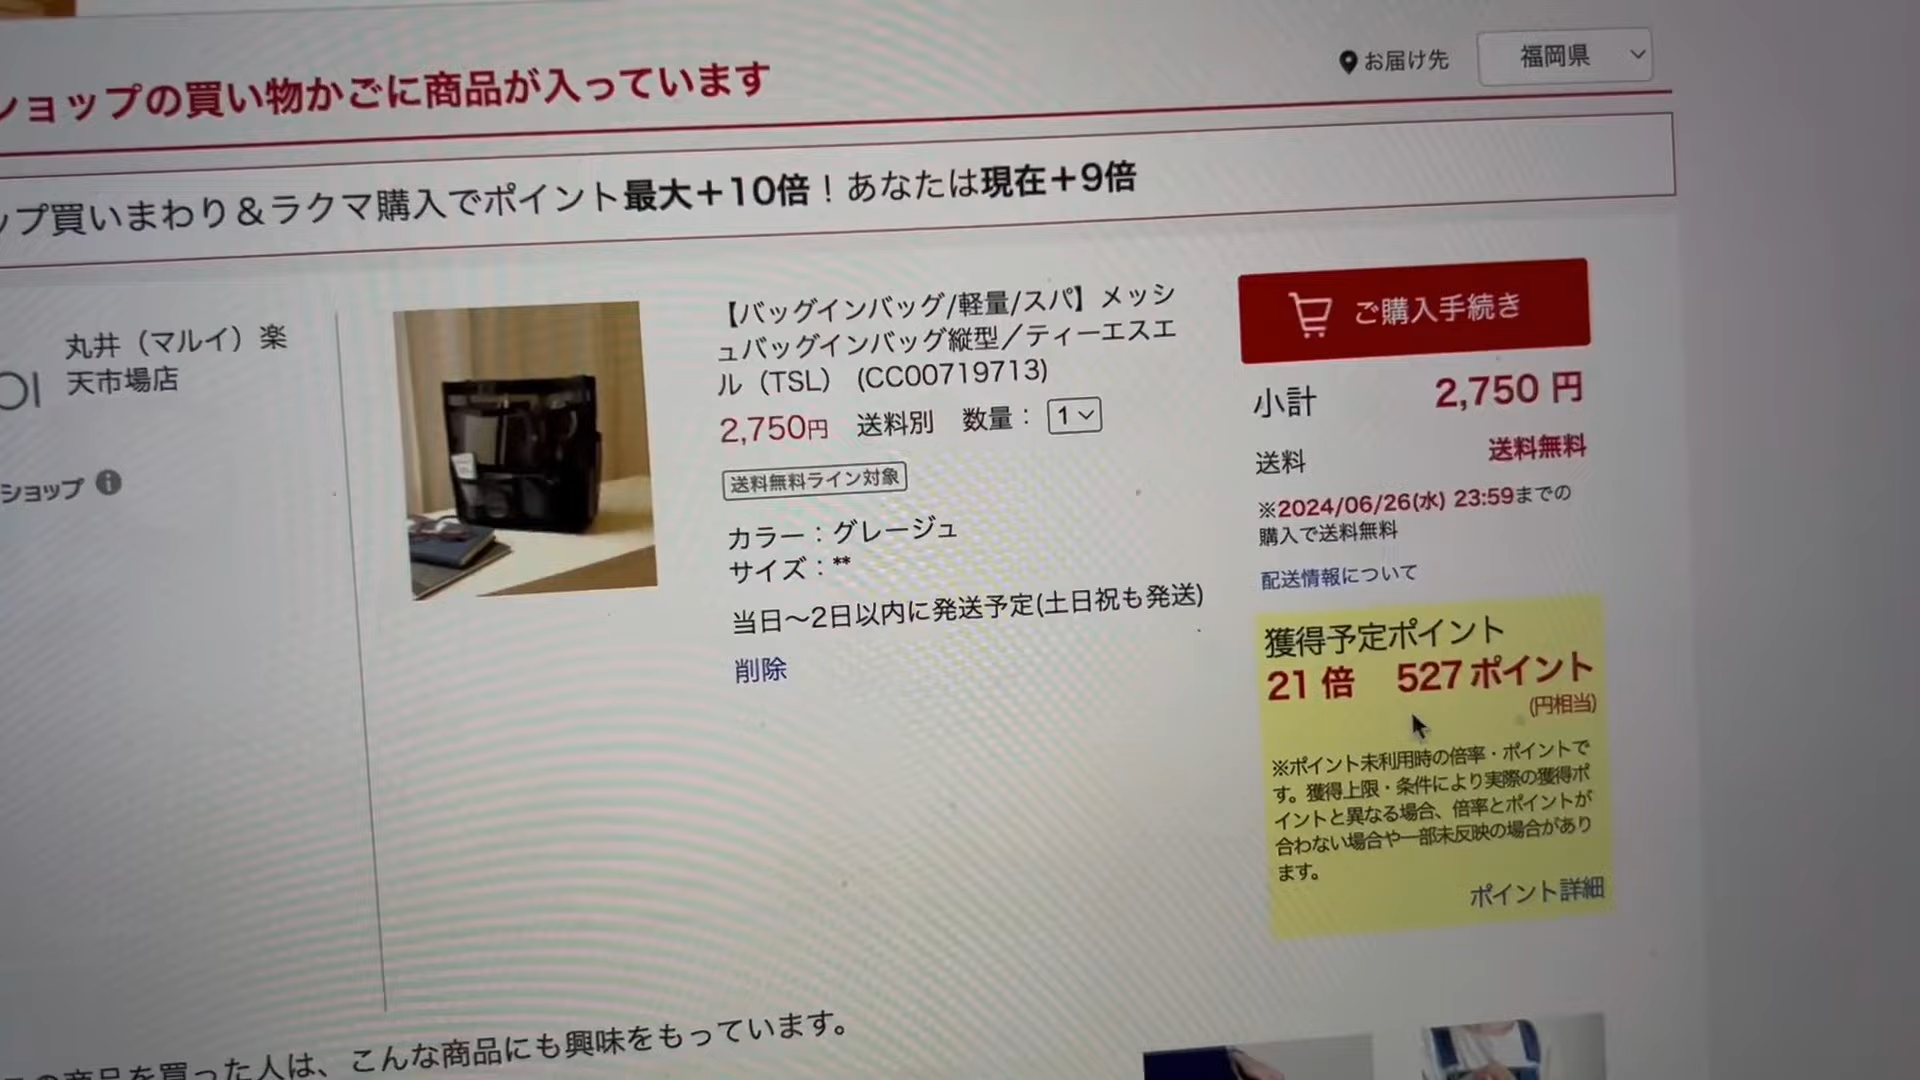 ショップの買い物かごに商品が入っています
お届け先
福岡県
ップ買いまわり＆ラクマ購入でポイント最大＋10倍！あなたは現在＋9倍
OI
丸井（マルイ）楽
天市場店
ショップ
【バッグインバッグ/軽量/スパ】メッシ
ュバッグインバッグ縦型／ティーエスエ
ル（TSL） (CC00719713)
2,750円 送料別 数量： 1
送料無料ライン対象
カラー：グレージュ
サイズ：**
当日〜2日以内に発送予定(土日祝も発送)
削除
ご購入手続き
小計 2,750 円
送料 送料無料
※2024/06/26(水) 23:59までの
購入で送料無料
配送情報について
獲得予定ポイント
21 倍 527ポイント
(円相当)
※ポイント未利用時の倍率・ポイントで
す。獲得上限・条件により実際の獲得ポ
イントと異なる場合、倍率とポイントが
合わない場合や一部未反映の場合があり
ます。
ポイント詳細
この商品を買った人は、こんな商品にも興味をもっています。